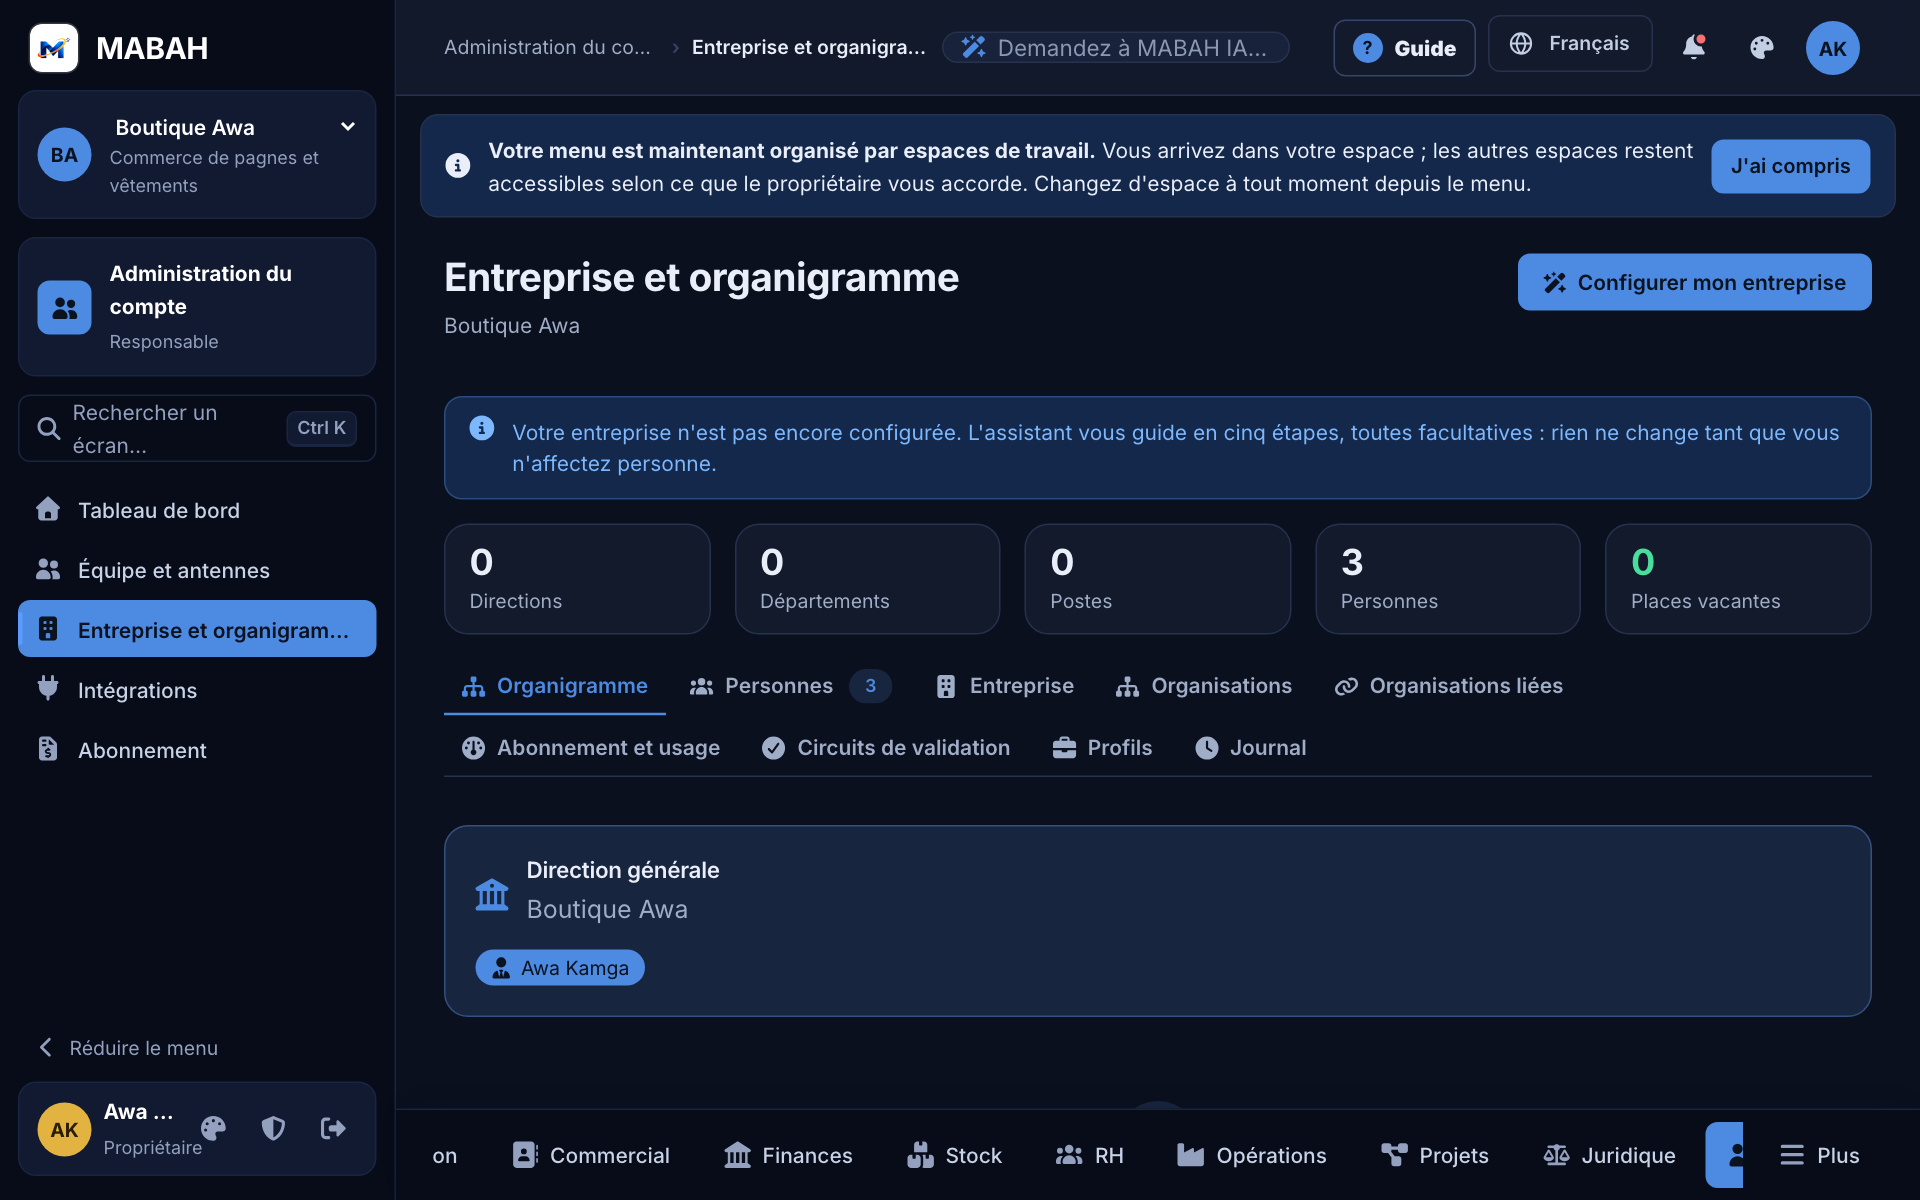 MABAH
BA
Boutique Awa
Commerce de pagnes et
vêtements
Administration du
compte
Responsable
Rechercher un
écran...
Ctrl K
Tableau de bord
Équipe et antennes
Entreprise et organigram...
Intégrations
Abonnement
Réduire le menu
AK
Awa ...
Propriétaire
Administration du co... › Entreprise et organigra...
Demandez à MABAH IA...
? Guide
Français
AK
Votre menu est maintenant organisé par espaces de travail. Vous arrivez dans votre espace ; les autres espaces restent
accessibles selon ce que le propriétaire vous accorde. Changez d'espace à tout moment depuis le menu.
J'ai compris
Entreprise et organigramme
Boutique Awa
Configurer mon entreprise
Votre entreprise n'est pas encore configurée. L'assistant vous guide en cinq étapes, toutes facultatives : rien ne change tant que vous
n'affectez personne.
0
Directions
0
Départements
0
Postes
3
Personnes
0
Places vacantes
Organigramme
Personnes 3
Entreprise
Organisations
Organisations liées
Abonnement et usage
Circuits de validation
Profils
Journal
Direction générale
Boutique Awa
Awa Kamga
on
Commercial
Finances
Stock
RH
Opérations
Projets
Juridique
Plus